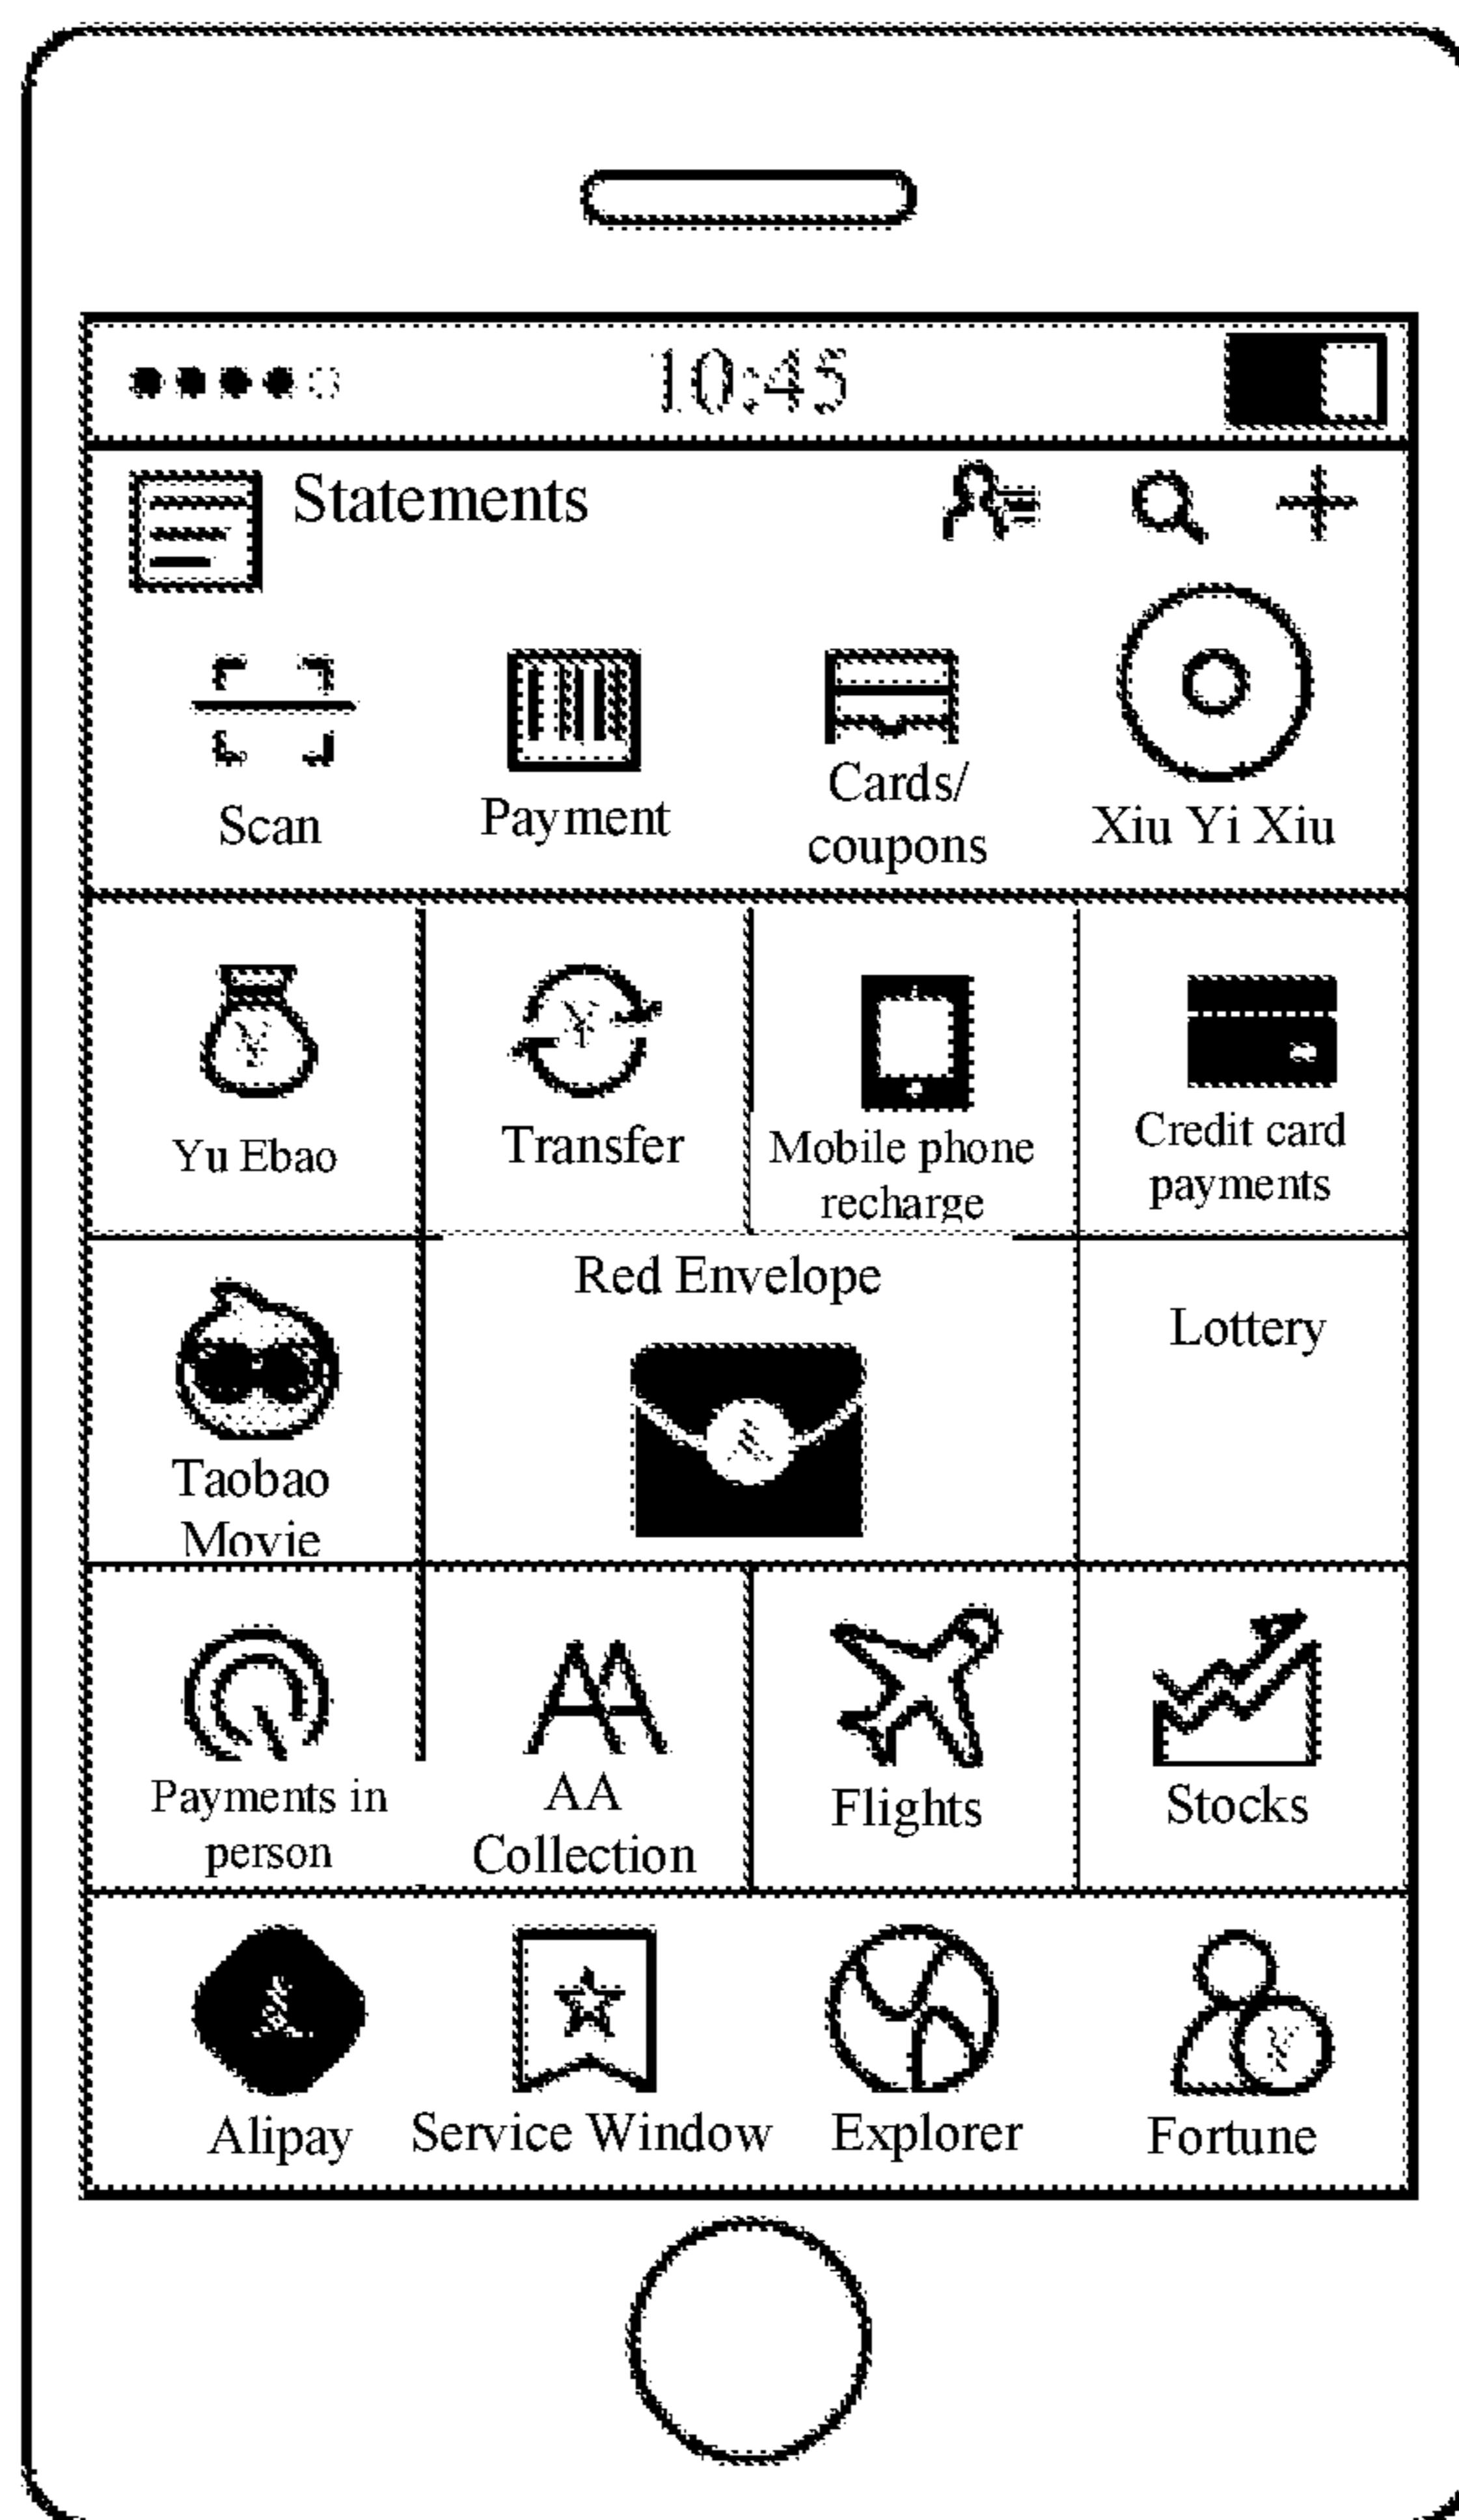 10:45
Statements
Scan
Payment
Cards/
coupons
Xiu Yi Xiu
Yu Ebao
Transfer
Mobile phone
recharge
Credit card
payments
Taobao
Movie
Red Envelope
Lottery
Payments in
person
AA
Collection
Flights
Stocks
Alipay
Service Window
Explorer
Fortune